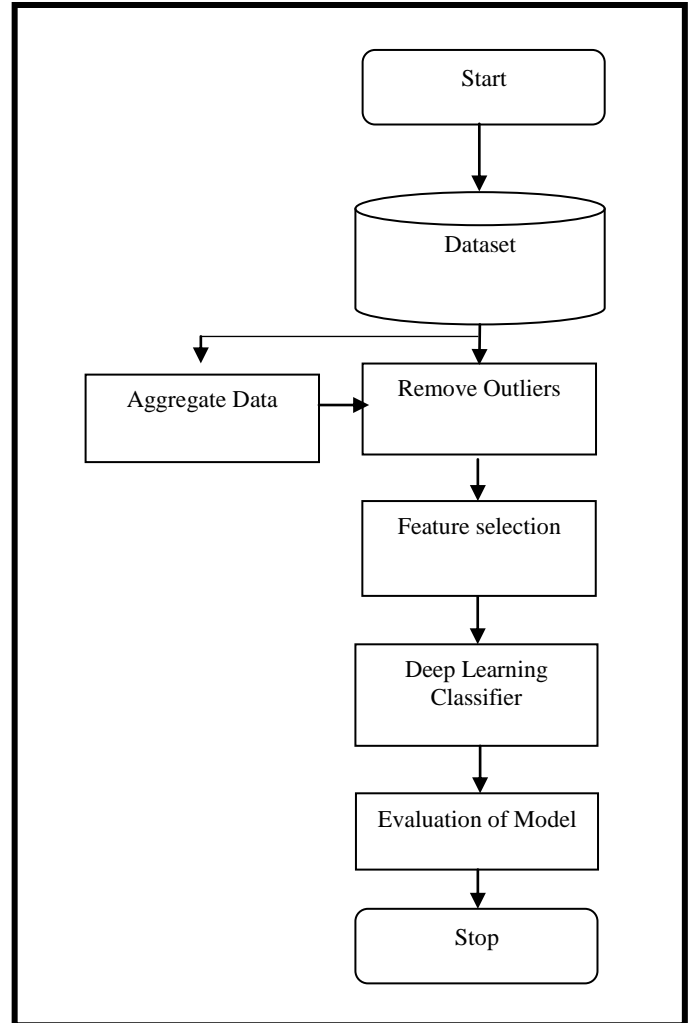 Start
Dataset
Aggregate Data
Remove Outliers
Feature selection
Deep Learning
Classifier
Evaluation of Model
Stop